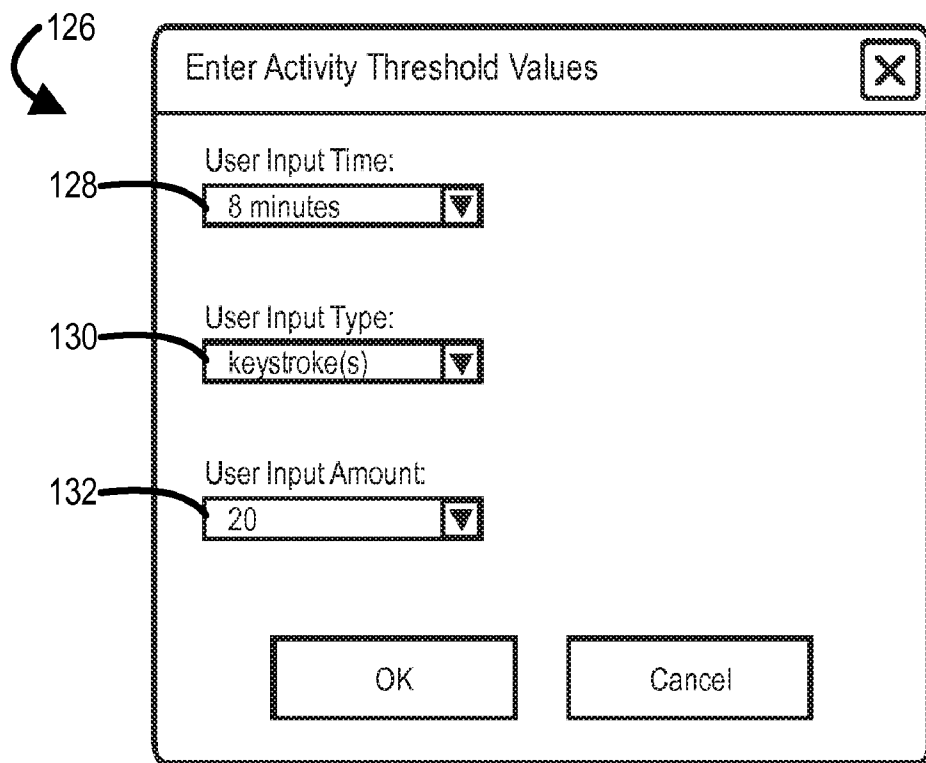 126
Enter Activity Threshold Values
User Input Time:
128
8 minutes
User Input Type:
130
keystroke(s)
User Input Amount:
132
20
OK
Cancel